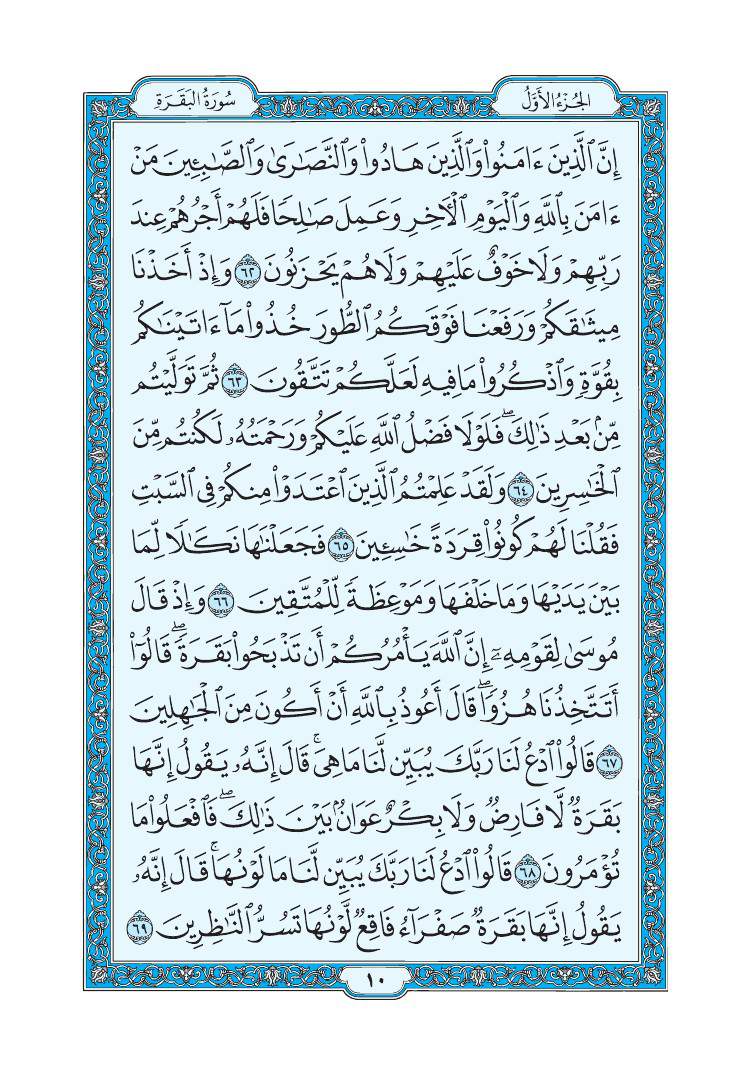 الجُزْءُ الأَوَّلُ
سُورَةُ البَقَرَةِ
إِنَّ ٱلَّذِينَ ءَامَنُواْ وَٱلَّذِينَ هَادُواْ وَٱلنَّصَٰرَىٰ وَٱلصَّٰبِـِٔينَ مَنْ
ءَامَنَ بِٱللَّهِ وَٱلْيَوْمِ ٱلْأٓخِرِ وَعَمِلَ صَٰلِحًا فَلَهُمْ أَجْرُهُمْ عِندَ
رَبِّهِمْ وَلَا خَوْفٌ عَلَيْهِمْ وَلَا هُمْ يَحْزَنُونَ ٦٢ وَإِذْ أَخَذْنَا
مِيثَٰقَكُمْ وَرَفَعْنَا فَوْقَكُمُ ٱلطُّورَ خُذُواْ مَآ ءَاتَيْنَٰكُم
بِقُوَّةٍ وَٱذْكُرُواْ مَا فِيهِ لَعَلَّكُمْ تَتَّقُونَ ٦٣ ثُمَّ تَوَلَّيْتُم
مِّنۢ بَعْدِ ذَٰلِكَۖ فَلَوْلَا فَضْلُ ٱللَّهِ عَلَيْكُمْ وَرَحْمَتُهُۥ لَكُنتُم مِّنَ
ٱلْخَٰسِرِينَ ٦٤ وَلَقَدْ عَلِمْتُمُ ٱلَّذِينَ ٱعْتَدَوْاْ مِنكُمْ فِي ٱلسَّبْتِ
فَقُلْنَا لَهُمْ كُونُواْ قِرَدَةً خَٰسِـِٔينَ ٦٥ فَجَعَلْنَٰهَا نَكَٰلًا لِّمَا
بَيْنَ يَدَيْهَا وَمَا خَلْفَهَا وَمَوْعِظَةً لِّلْمُتَّقِينَ ٦٦ وَإِذْ قَالَ
مُوسَىٰ لِقَوْمِهِۦٓ إِنَّ ٱللَّهَ يَأْمُرُكُمْ أَن تَذْبَحُواْ بَقَرَةًۖ قَالُوٓاْ
أَتَتَّخِذُنَا هُزُوًاۖ قَالَ أَعُوذُ بِٱللَّهِ أَنْ أَكُونَ مِنَ ٱلْجَٰهِلِينَ
٦٧ قَالُواْ ٱدْعُ لَنَا رَبَّكَ يُبَيِّن لَّنَا مَا هِيَۚ قَالَ إِنَّهُۥ يَقُولُ إِنَّهَا
بَقَرَةٌ لَّا فَارِضٌ وَلَا بِكْرٌ عَوَانٌۢ بَيْنَ ذَٰلِكَۖ فَٱفْعَلُواْ مَا
تُؤْمَرُونَ ٦٨ قَالُواْ ٱدْعُ لَنَا رَبَّكَ يُبَيِّن لَّنَا مَا لَوْنُهَاۚ قَالَ إِنَّهُۥ
يَقُولُ إِنَّهَا بَقَرَةٌ صَفْرَآءُ فَاقِعٌ لَّوْنُهَا تَسُرُّ ٱلنَّٰظِرِينَ ٦٩
١٠